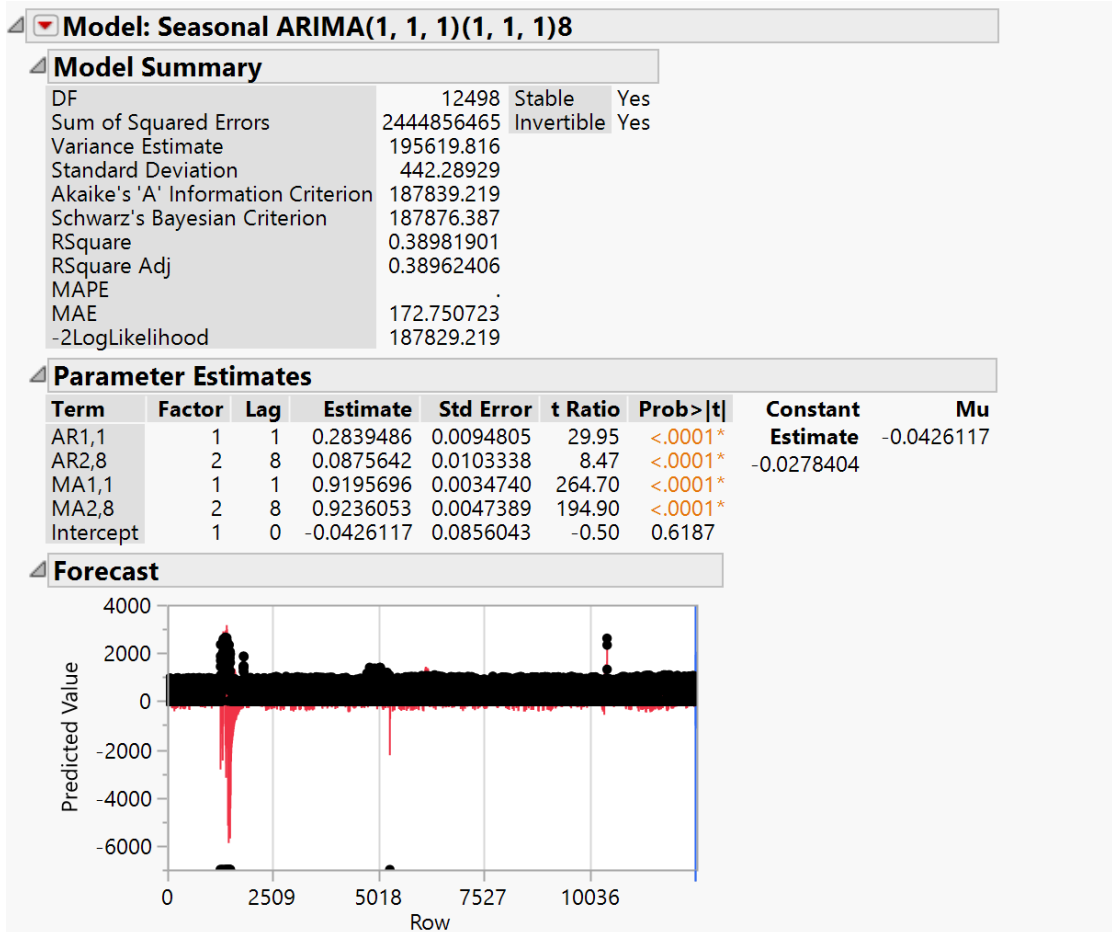 Model: Seasonal ARIMA(1, 1, 1)(1, 1, 1)8
Model Summary
DF 12498 Stable Yes
Sum of Squared Errors 2444856465 Invertible Yes
Variance Estimate 195619.816
Standard Deviation 442.28929
Akaike's 'A' Information Criterion 187839.219
Schwarz's Bayesian Criterion 187876.387
RSquare 0.38981901
RSquare Adj 0.38962406
MAPE .
MAE 172.750723
-2LogLikelihood 187829.219
Parameter Estimates
Term Factor Lag Estimate Std Error t Ratio Prob>|t| Constant Mu
AR1,1 1 1 0.2839486 0.0094805 29.95 <.0001* Estimate -0.0426117
AR2,8 2 8 0.0875642 0.0103338 8.47 <.0001* -0.0278404
MA1,1 1 1 0.9195696 0.0034740 264.70 <.0001*
MA2,8 2 8 0.9236053 0.0047389 194.90 <.0001*
Intercept 1 0 -0.0426117 0.0856043 -0.50 0.6187
Forecast
4000
2000
0
-2000
-4000
-6000
Predicted Value
0 2509 5018 7527 10036
Row